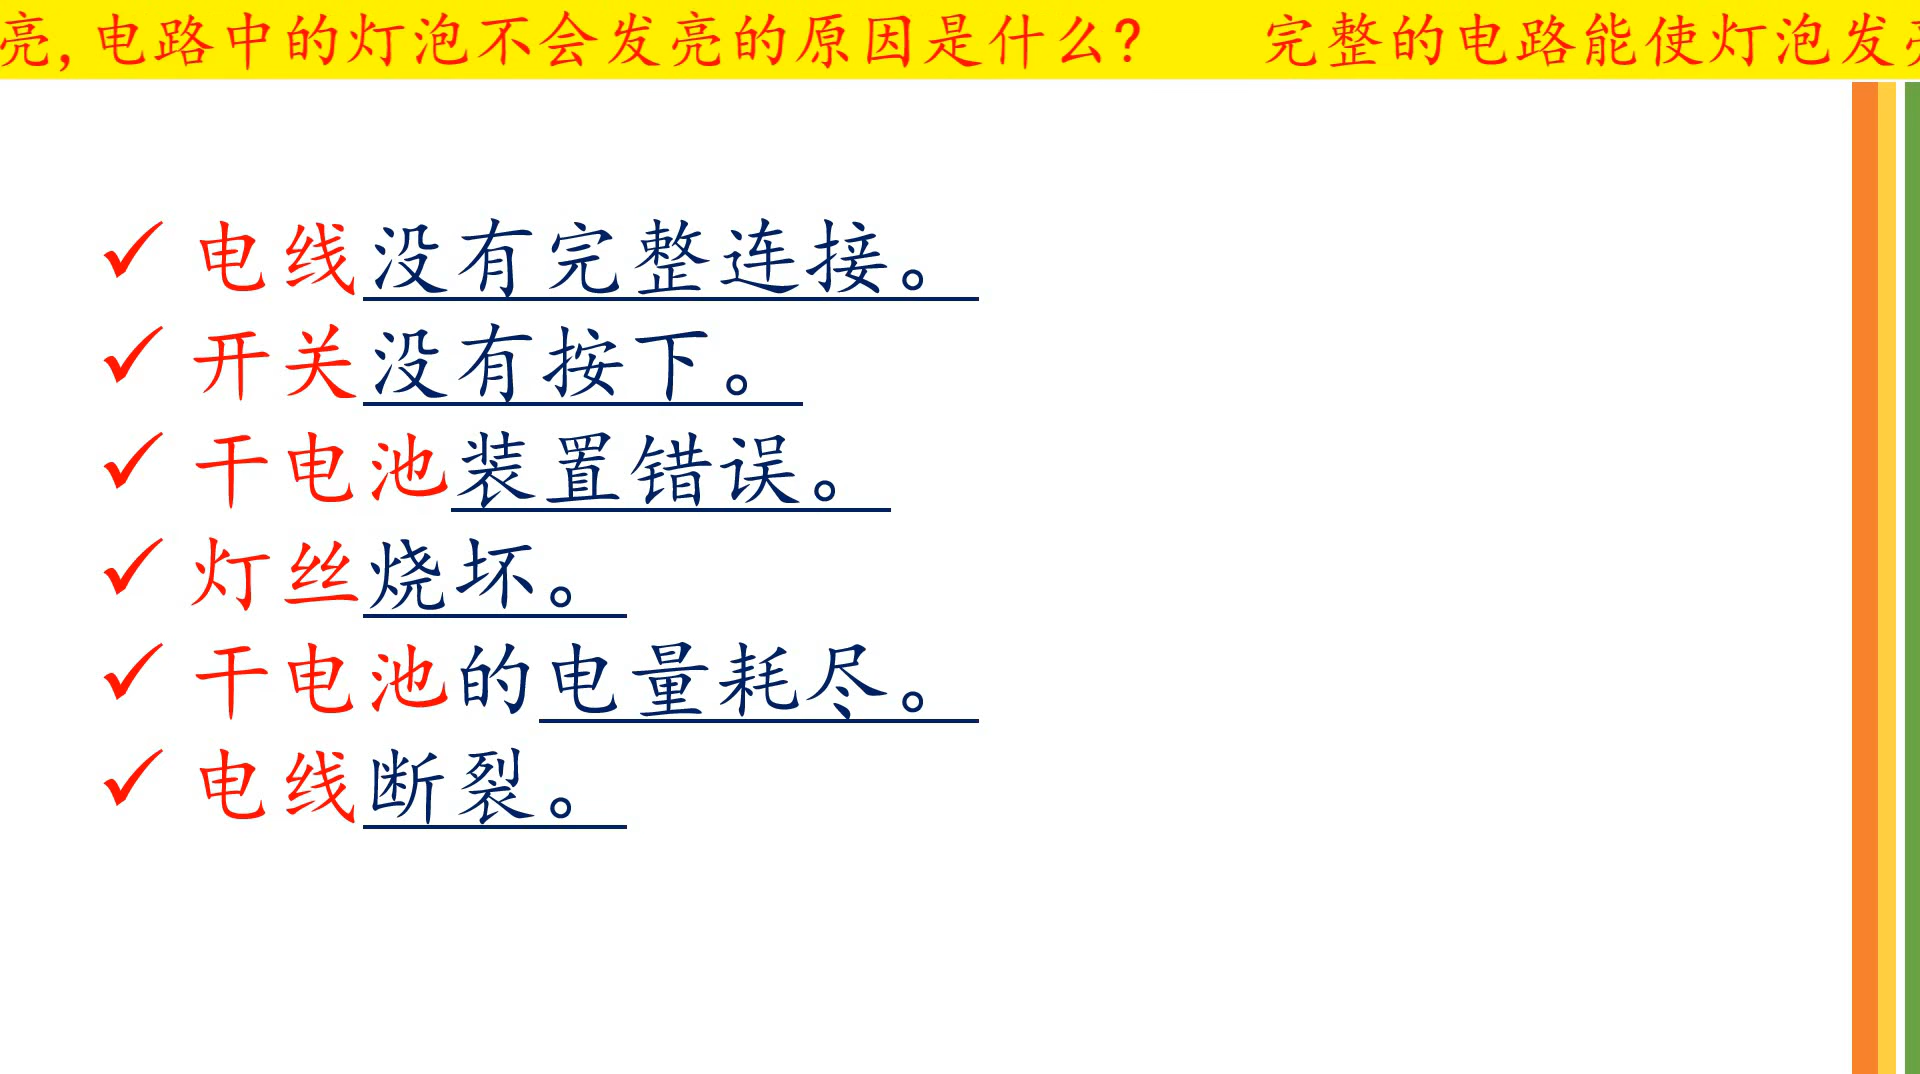 亮,电路中的灯泡不会发亮的原因是什么? 完整的电路能使灯泡发亮
电线没有完整连接。
开关没有按下。
干电池装置错误。
灯丝烧坏。
干电池的电量耗尽。
电线断裂。